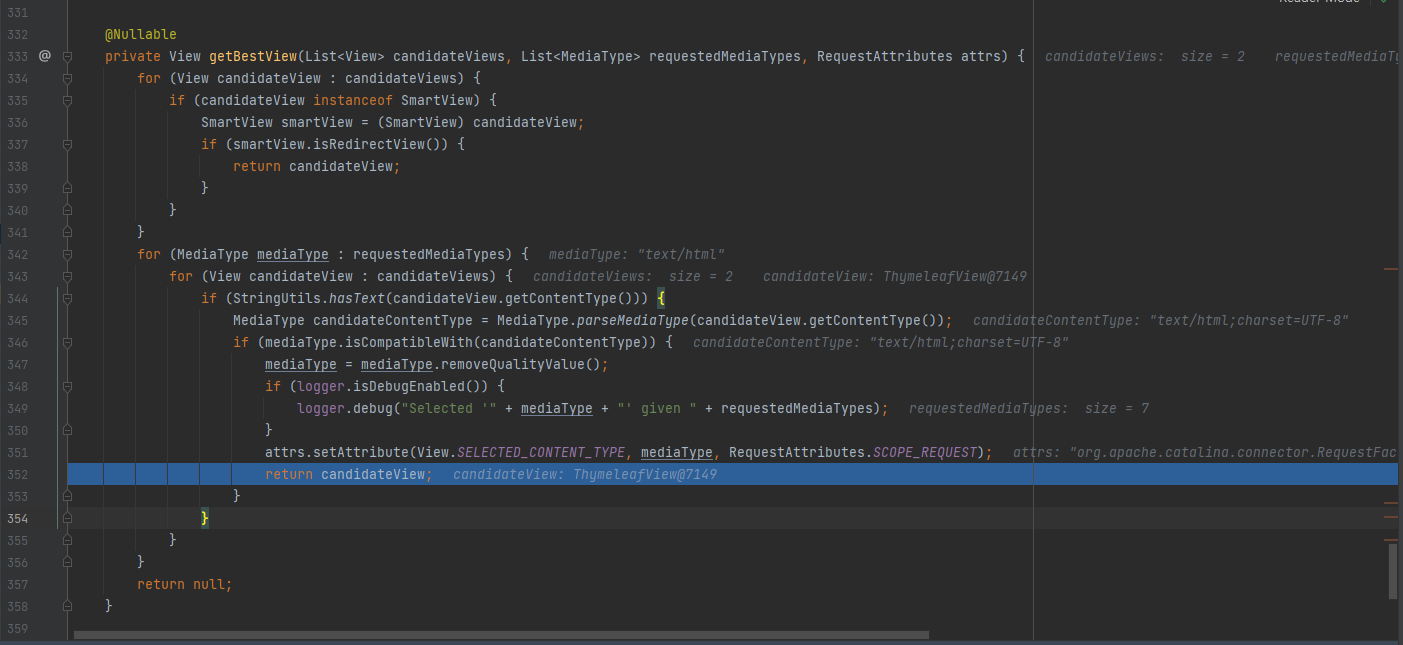 331
332 @Nullable
333 @ private View getBestView(List<View> candidateViews, List<MediaType> requestedMediaTypes, RequestAttributes attrs) { candidateViews: size = 2
334 for (View candidateView : candidateViews) {
335 if (candidateView instanceof SmartView) {
336 SmartView smartView = (SmartView) candidateView;
337 if (smartView.isRedirectView()) {
338 return candidateView;
339 }
340 }
341 }
342 for (MediaType mediaType : requestedMediaTypes) { mediaType: "text/html"
343 for (View candidateView : candidateViews) { candidateViews: size = 2 candidateView: ThymeleafView@7149
344 if (StringUtils.hasText(candidateView.getContentType())) {
345 MediaType candidateContentType = MediaType.parseMediaType(candidateView.getContentType()); candidateContentType: "text/html;charset=UTF-8"
346 if (mediaType.isCompatibleWith(candidateContentType)) { candidateContentType: "text/html;charset=UTF-8"
347 mediaType = mediaType.removeQualityValue();
348 if (logger.isDebugEnabled()) {
349 logger.debug("Selected '" + mediaType + "' given " + requestedMediaTypes); requestedMediaTypes: size = 7
350 }
351 attrs.setAttribute(View.SELECTED_CONTENT_TYPE, mediaType, RequestAttributes.SCOPE_REQUEST); attrs: "org.apache.catalina.connector.RequestFac
352 return candidateView; candidateView: ThymeleafView@7149
353 }
354 }
355 }
356 }
357 return null;
358 }
359